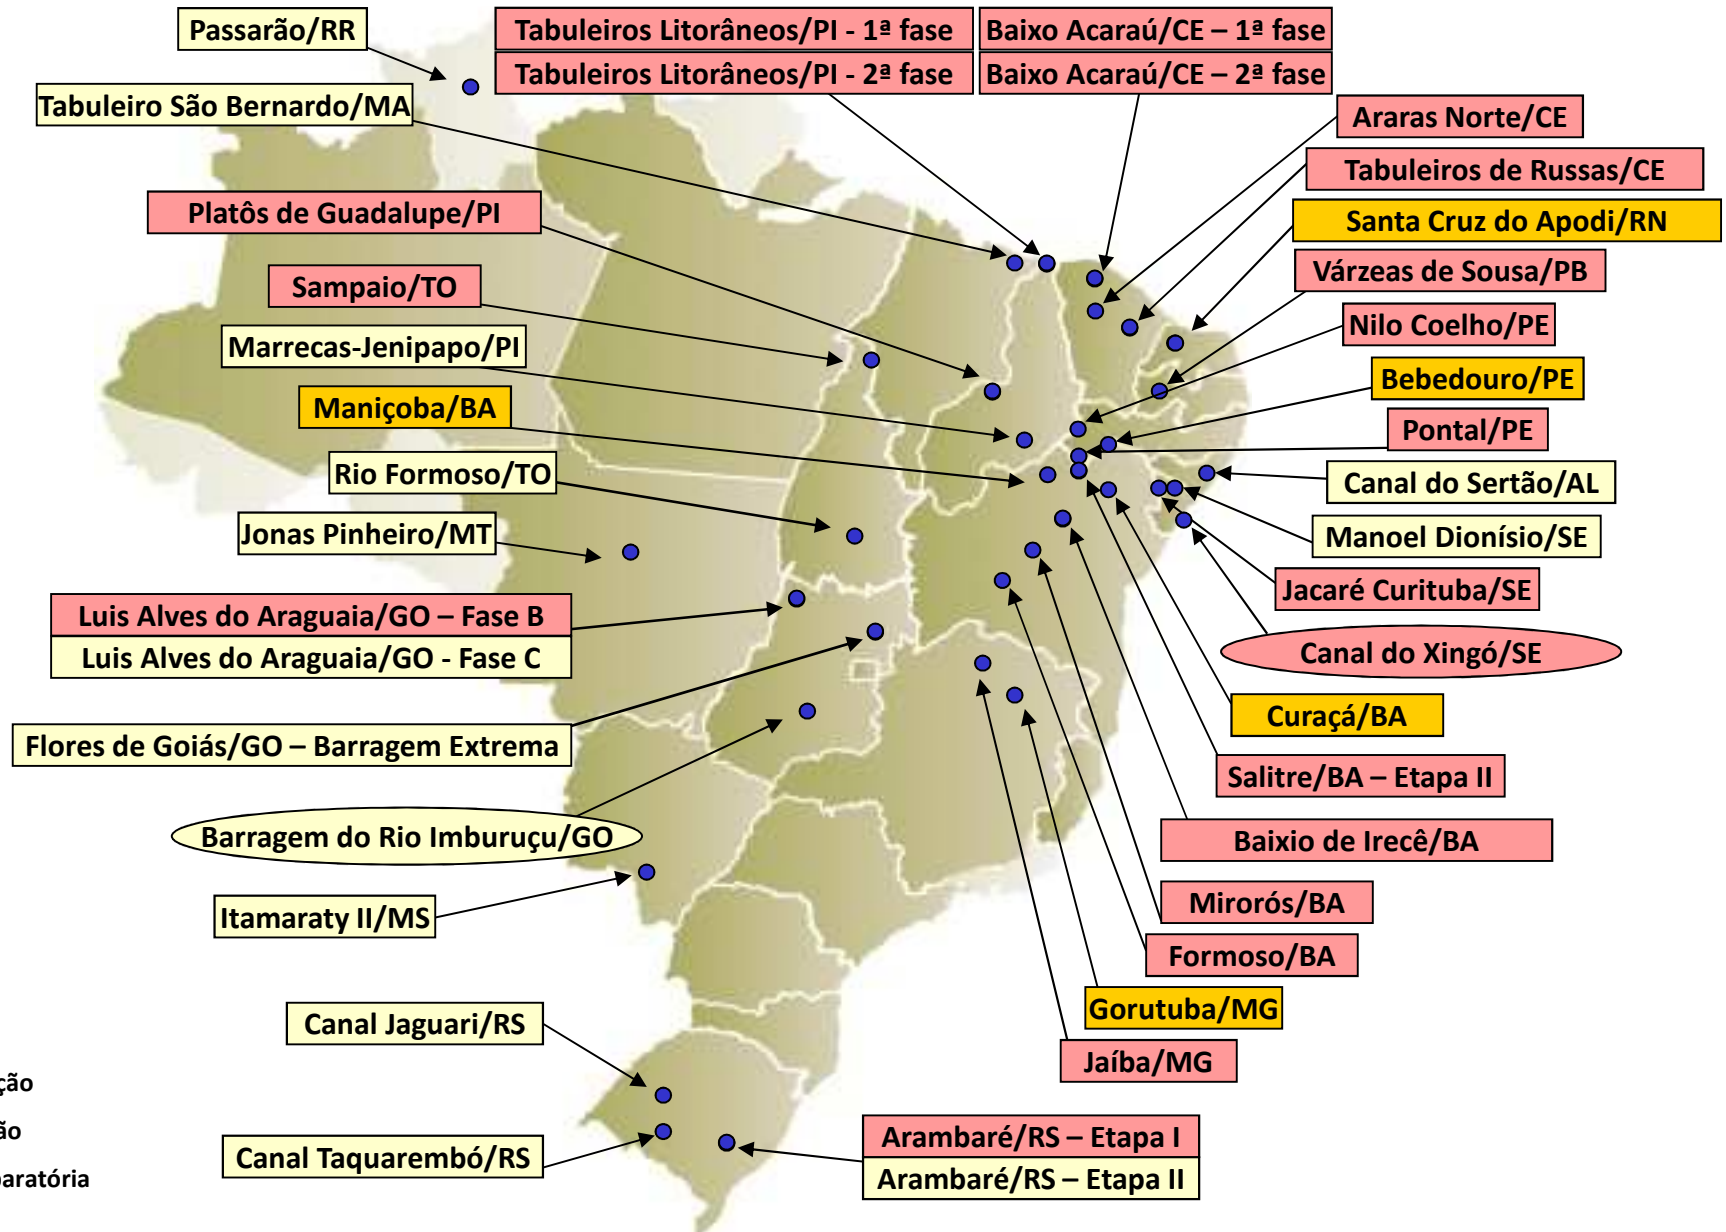 Passarão/RR
Tabuleiros Litorâneos/PI - 1ª fase
Baixo Acaraú/CE – 1ª fase
Tabuleiros Litorâneos/PI - 2ª fase
Baixo Acaraú/CE – 2ª fase
Tabuleiro São Bernardo/MA
Araras Norte/CE
Tabuleiros de Russas/CE
Platôs de Guadalupe/PI
Santa Cruz do Apodi/RN
Sampaio/TO
Várzeas de Sousa/PB
Nilo Coelho/PE
Marrecas-Jenipapo/PI
Bebedouro/PE
Maniçoba/BA
Pontal/PE
Rio Formoso/TO
Canal do Sertão/AL
Jonas Pinheiro/MT
Manoel Dionísio/SE
Jacaré Curituba/SE
Luis Alves do Araguaia/GO – Fase B
Luis Alves do Araguaia/GO - Fase C
Canal do Xingó/SE
Curaçá/BA
Flores de Goiás/GO – Barragem Extrema
Salitre/BA – Etapa II
Barragem do Rio Imburuçu/GO
Baixio de Irecê/BA
Itamaraty II/MS
Mirorós/BA
Formoso/BA
Gorutuba/MG
Canal Jaguari/RS
Jaíba/MG
ção
ão
paratória
Arambaré/RS – Etapa I
Canal Taquarembó/RS
Arambaré/RS – Etapa II